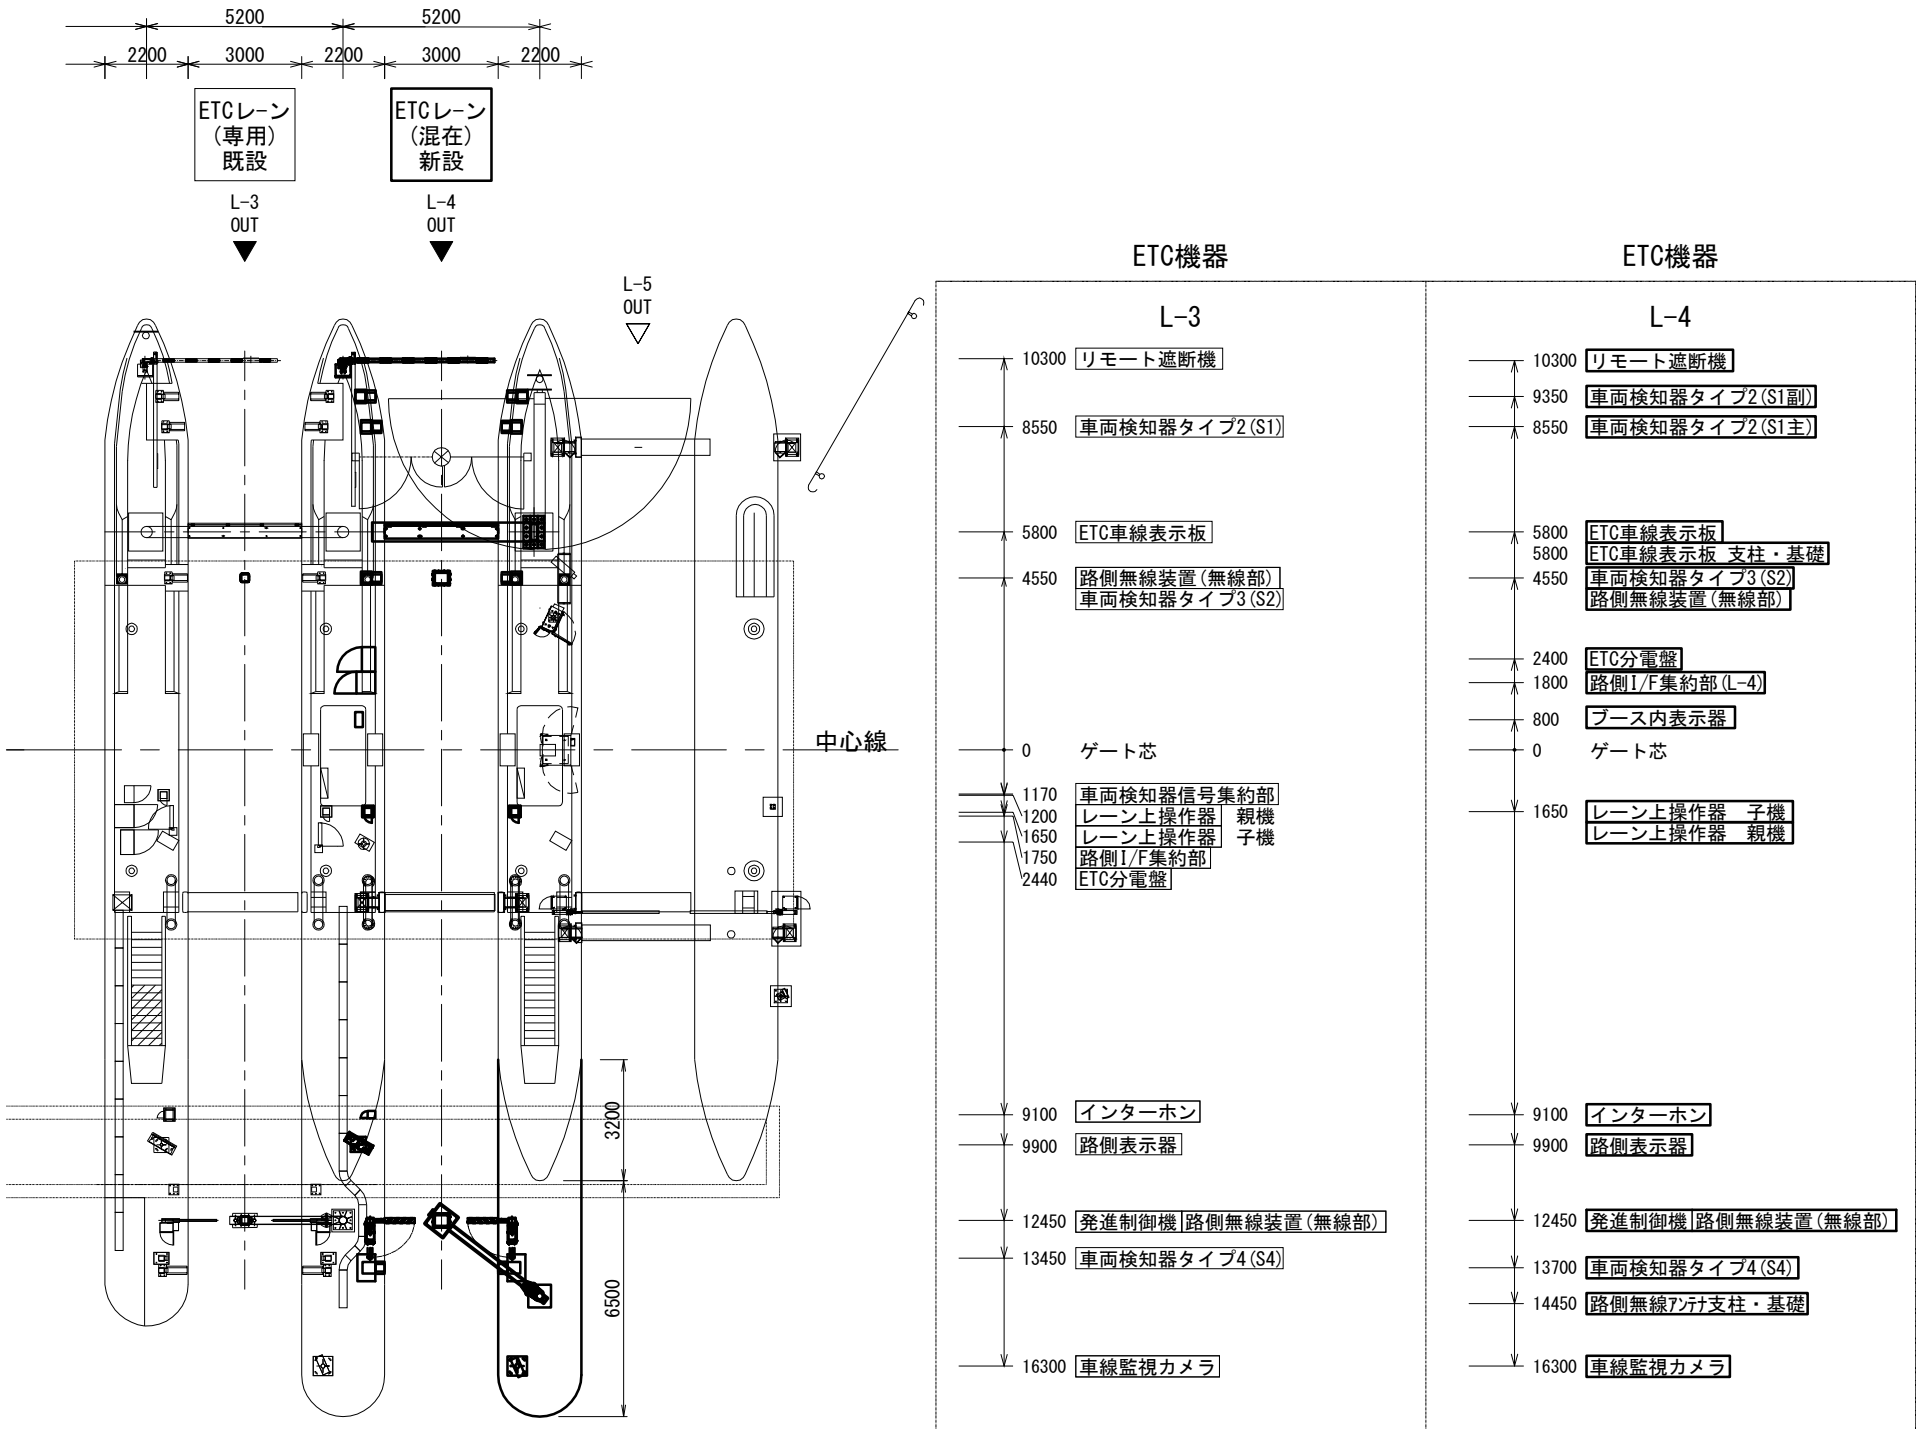 5200
5200
2200
3000
2200
3000
2200
ETCレーン
(専用)
既設
ETCレーン
(混在)
新設
L-3
OUT
L-4
OUT
L-5
OUT
中心線
3200
6500
ETC機器
L-3
10300 リモート遮断機
8550 車両検知器タイプ2(S1)
5800 ETC車線表示板
4550 路側無線装置(無線部)
車両検知器タイプ3(S2)
0 ゲート芯
1170 車両検知器信号集約部
1200 レーン上操作器 親機
1650 レーン上操作器 子機
1750 路側I/F集約部
2440 ETC分電盤
9100 インターホン
9900 路側表示器
12450 発進制御機 路側無線装置(無線部)
13450 車両検知器タイプ4(S4)
16300 車線監視カメラ
ETC機器
L-4
10300 リモート遮断機
9350 車両検知器タイプ2(S1副)
8550 車両検知器タイプ2(S1主)
5800 ETC車線表示板
5800 ETC車線表示板 支柱・基礎
4550 車両検知器タイプ3(S2)
路側無線装置(無線部)
2400 ETC分電盤
1800 路側I/F集約部(L-4)
800 ブース内表示器
0 ゲート芯
1650 レーン上操作器 子機
レーン上操作器 親機
9100 インターホン
9900 路側表示器
12450 発進制御機 路側無線装置(無線部)
13700 車両検知器タイプ4(S4)
14450 路側無線ｱﾝﾃﾅ支柱・基礎
16300 車線監視カメラ